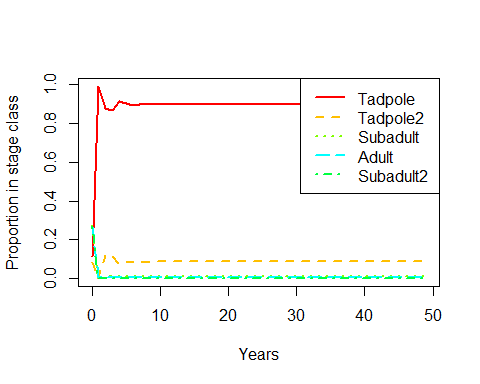 Proportion in stage class
1.0
0.8
0.6
0.4
0.2
0.0
Tadpole
Tadpole2
Subadult
Adult
Subadult2
0 10 20 30 40 50
Years